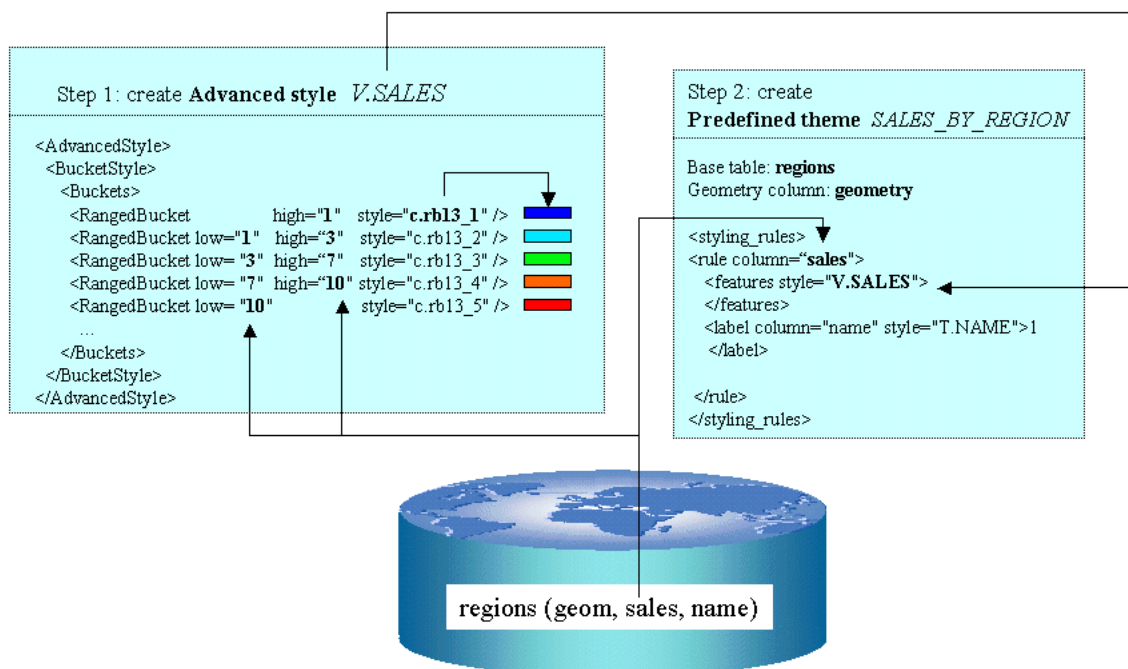 Step 1: create Advanced style V.SALES
<AdvancedStyle>
<BucketStyle>
<Buckets>
<RangedBucket high="1" style="c.rb13_1" />
<RangedBucket low="1" high=“3" style="c.rb13_2" />
<RangedBucket low= "3" high=“7" style="c.rb13_3" />
<RangedBucket low= "7" high=“10" style="c.rb13_4" />
<RangedBucket low= "10" style="c.rb13_5" />
...
</Buckets>
</BucketStyle>
</AdvancedStyle>
Step 2: create
Predefined theme SALES_BY_REGION
Base table: regions
Geometry column: geometry
<styling_rules>
<rule column=“sales">
<features style="V.SALES">
</features>
<label column="name" style="T.NAME">1
</label>
</rule>
</styling_rules>
regions (geom, sales, name)